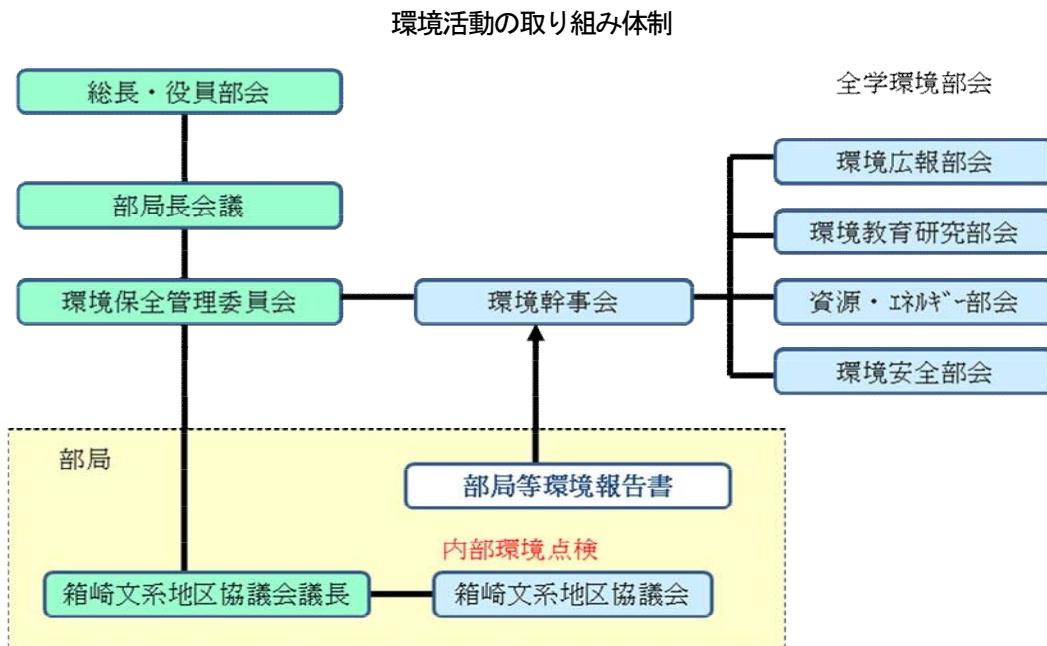 環境活動の取り組み体制
総長・役員部会
全学環境部会
環境広報部会
部局長会議
環境教育研究部会
環境保全管理委員会
環境幹事会
資源・ｴﾈﾙｷﾞｰ部会
環境安全部会
部局
部局等環境報告書
内部環境点検
箱崎文系地区協議会議長
箱崎文系地区協議会